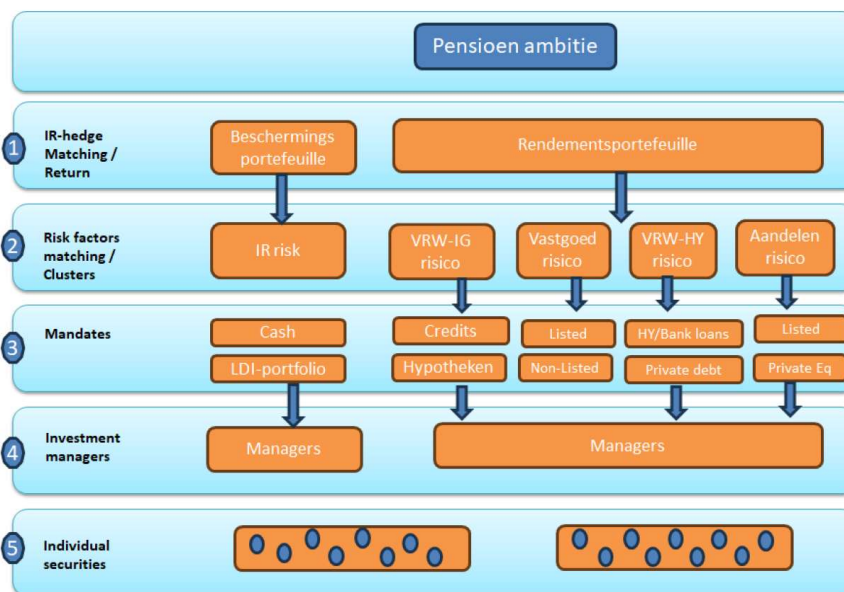 Pensioen ambitie
1
IR-hedge
Matching /
Return
Beschermings
portefeuille
Rendementsportefeuille
2
Risk factors
matching /
Clusters
IR risk
VRW-IG
risico
Vastgoed
risico
VRW-HY
risico
Aandelen
risico
3
Mandates
Cash
Credits
Listed
HY/Bank loans
Listed
LDI-portfolio
Hypotheken
Non-Listed
Private debt
Private Eq
4
Investment
managers
Managers
Managers
5
Individual
securities